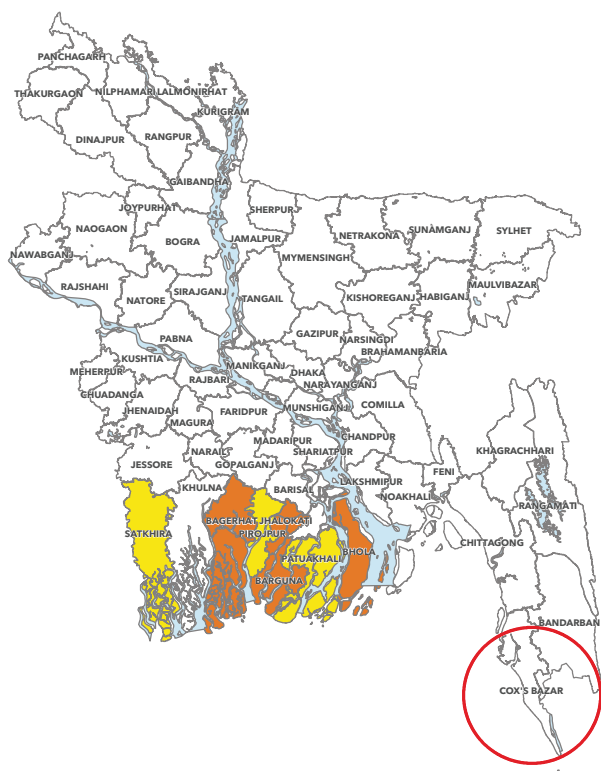 PANCHAGARH
THAKURGAON
NILPHAMARI
LALMONIRHAT
KURIGRAM
DINAJPUR
RANGPUR
GAIBANDHA
JOYPURHAT
SHERPUR
NAOGAON
BOGRA
JAMALPUR
NETRAKONA
SUNAMGANJ
SYLHET
NAWABGANJ
MYMENSINGH
RAJSHAHI
NATORE
SIRAJGANJ
TANGAIL
KISHOREGANJ
HABIGANJ
MAULVIBAZAR
PABNA
GAZIPUR
NARSINGDI
BRAHAMANBARIA
KUSHTIA
MEHERPUR
MANIKGANJ
DHAKA
RAJBARI
NARAYANGANJ
CHUADANGA
JHENAIDAH
FARIDPUR
MUNSHIGANJ
COMILLA
MAGURA
MADARIPUR
CHANDPUR
NARAIL
SHARIATPUR
KHAGRACHHARI
JESSORE
GOPALGANJ
FENI
KHULNA
BARISAL
LAKSHMIPUR
NOAKHALI
RANGAMATI
BAGERHAT
JHALOKATI
SATKHIRA
PIROJPUR
CHITTAGONG
PATUAKHALI
BHOLA
BARGUNA
BANDARBAN
COX'S BAZAR